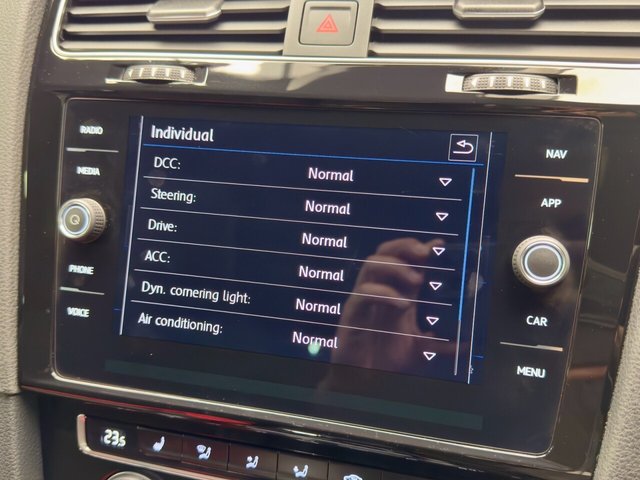 RADIO
MEDIA
PHONE
VOICE
Individual
DCC: Normal
Steering: Normal
Drive: Normal
ACC: Normal
Dyn. cornering light: Normal
Air conditioning: Normal
NAV
APP
CAR
MENU
23.5